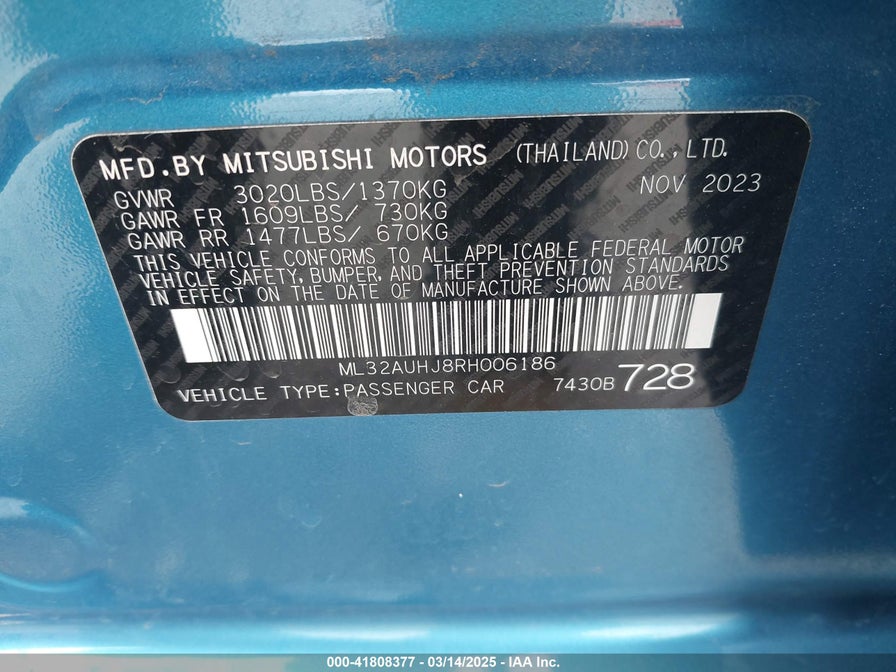 MFD.BY MITSUBISHI MOTORS (THAILAND) CO.,LTD.
GVWR 3020LBS/1370KG NOV 2023
GAWR FR 1609LBS/ 730KG
GAWR RR 1477LBS/ 670KG
THIS VEHICLE CONFORMS TO ALL APPLICABLE FEDERAL MOTOR
VEHICLE SAFETY, BUMPER, AND THEFT PREVENTION STANDARDS
IN EFFECT ON THE DATE OF MANUFACTURE SHOWN ABOVE.
ML32AUHJ8RH006186
VEHICLE TYPE:PASSENGER CAR 7430B 728
000-41808377 - 03/14/2025 - IAA Inc.